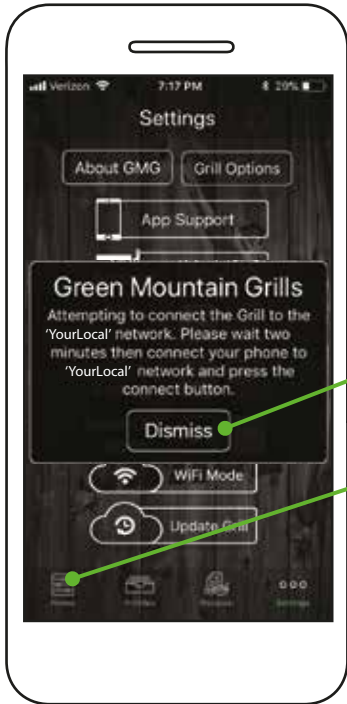 Verizon 7:17 PM 29%
Settings
About GMG Grill Options
App Support
Green Mountain Grills
Attempting to connect the Grill to the
'YourLocal' network. Please wait two
minutes then connect your phone to
'YourLocal' network and press the
connect button.
Dismiss
WiFi Mode
Update Grill
Settings